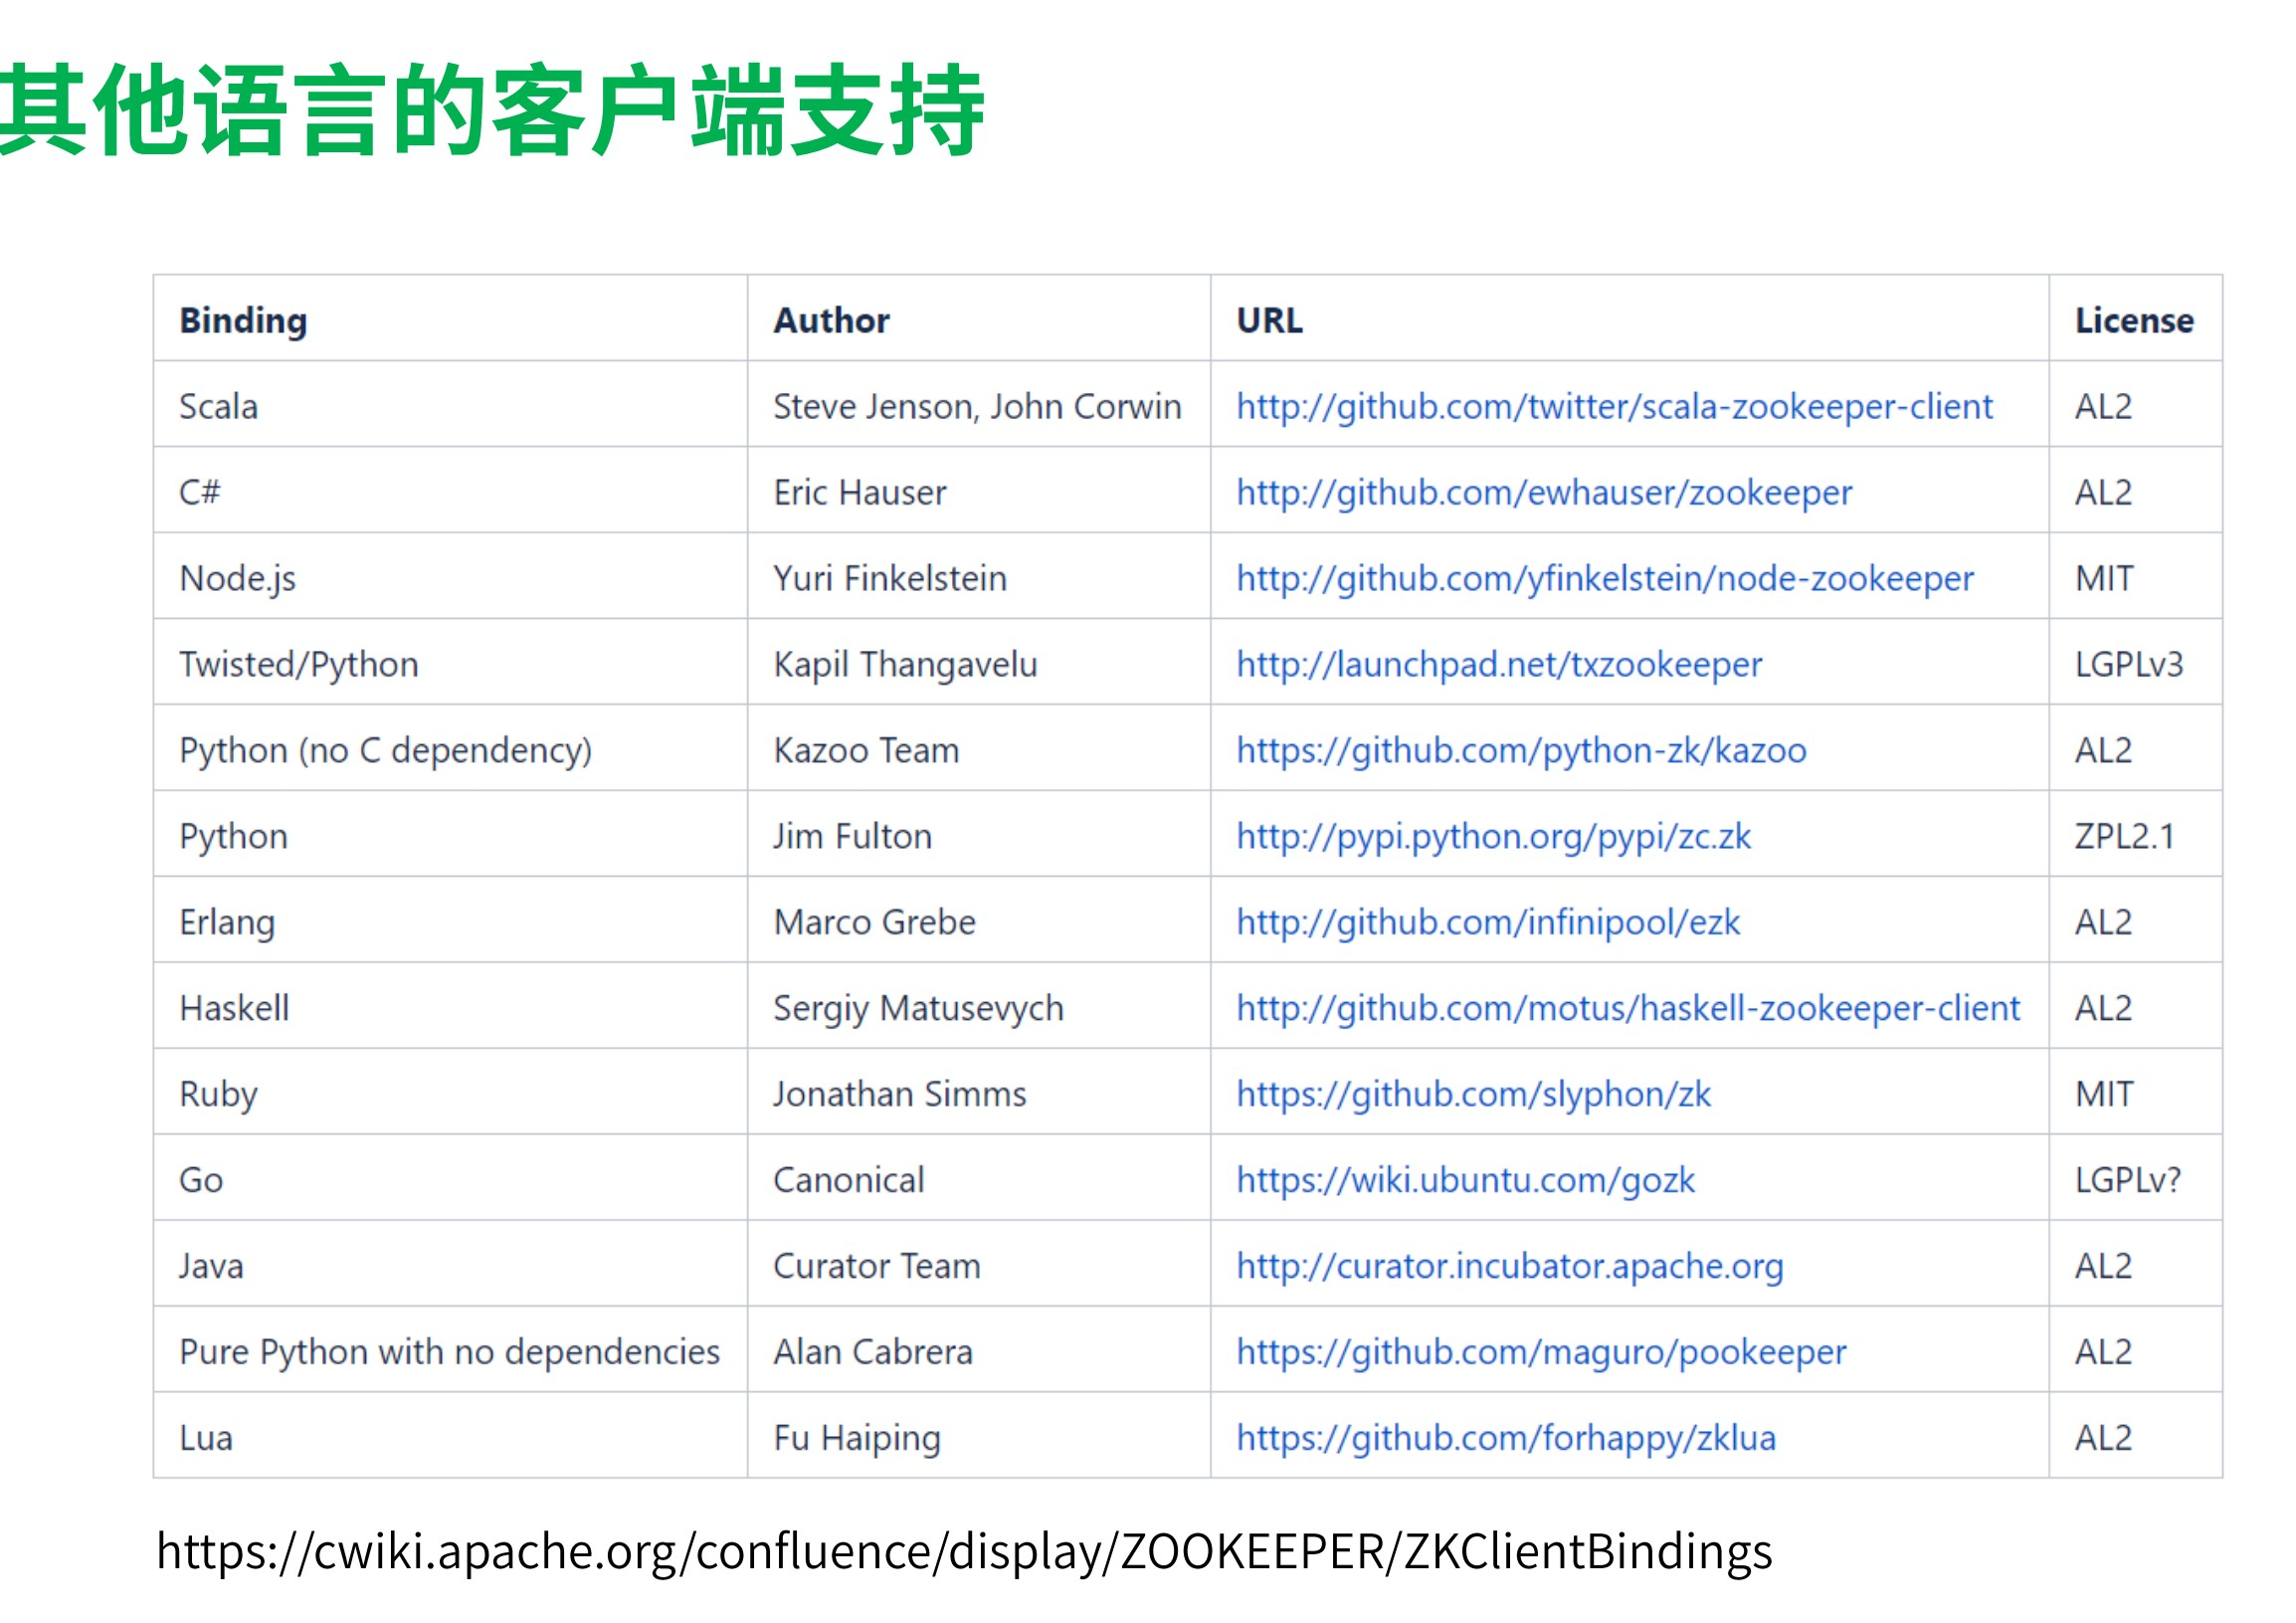 其他语言的客户端支持
Binding Author URL License
Scala Steve Jenson, John Corwin http://github.com/twitter/scala-zookeeper-client AL2
C# Eric Hauser http://github.com/ewhauser/zookeeper AL2
Node.js Yuri Finkelstein http://github.com/yfinkelstein/node-zookeeper MIT
Twisted/Python Kapil Thangavelu http://launchpad.net/txzookeeper LGPLv3
Python (no C dependency) Kazoo Team https://github.com/python-zk/kazoo AL2
Python Jim Fulton http://pypi.python.org/pypi/zc.zk ZPL2.1
Erlang Marco Grebe http://github.com/infinipool/ezk AL2
Haskell Sergiy Matusevych http://github.com/motus/haskell-zookeeper-client AL2
Ruby Jonathan Simms https://github.com/slyphon/zk MIT
Go Canonical https://wiki.ubuntu.com/gozk LGPLv?
Java Curator Team http://curator.incubator.apache.org AL2
Pure Python with no dependencies Alan Cabrera https://github.com/maguro/pookeeper AL2
Lua Fu Haiping https://github.com/forhappy/zklua AL2
https://cwiki.apache.org/confluence/display/ZOOKEEPER/ZKClientBindings